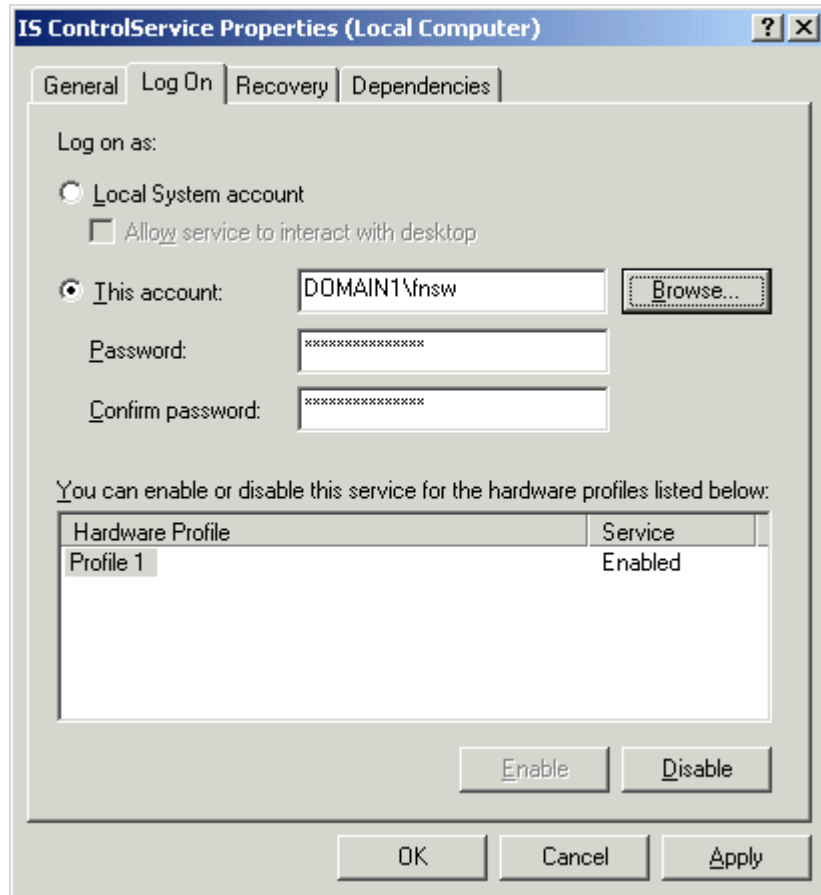 IS ControlService Properties (Local Computer)
General Log On Recovery Dependencies
Log on as:
Local System account
Allow service to interact with desktop
This account: DOMAIN1\fnsw Browse...
Password: ***************
Confirm password: ***************
You can enable or disable this service for the hardware profiles listed below:
Hardware Profile Service
Profile 1 Enabled
Enable Disable
OK Cancel Apply